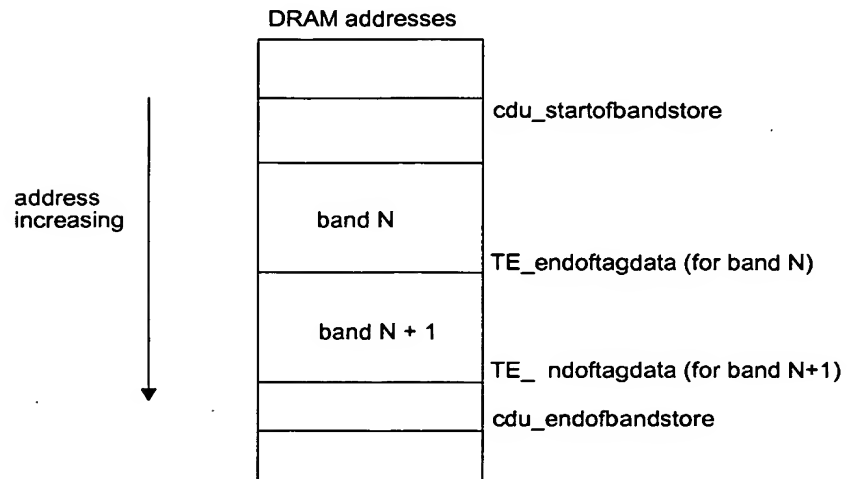 DRAM addresses
cdu_startofbandstore
address
increasing
band N
TE_endoftagdata (for band N)
band N + 1
TE_ ndoftagdata (for band N+1)
cdu_endofbandstore